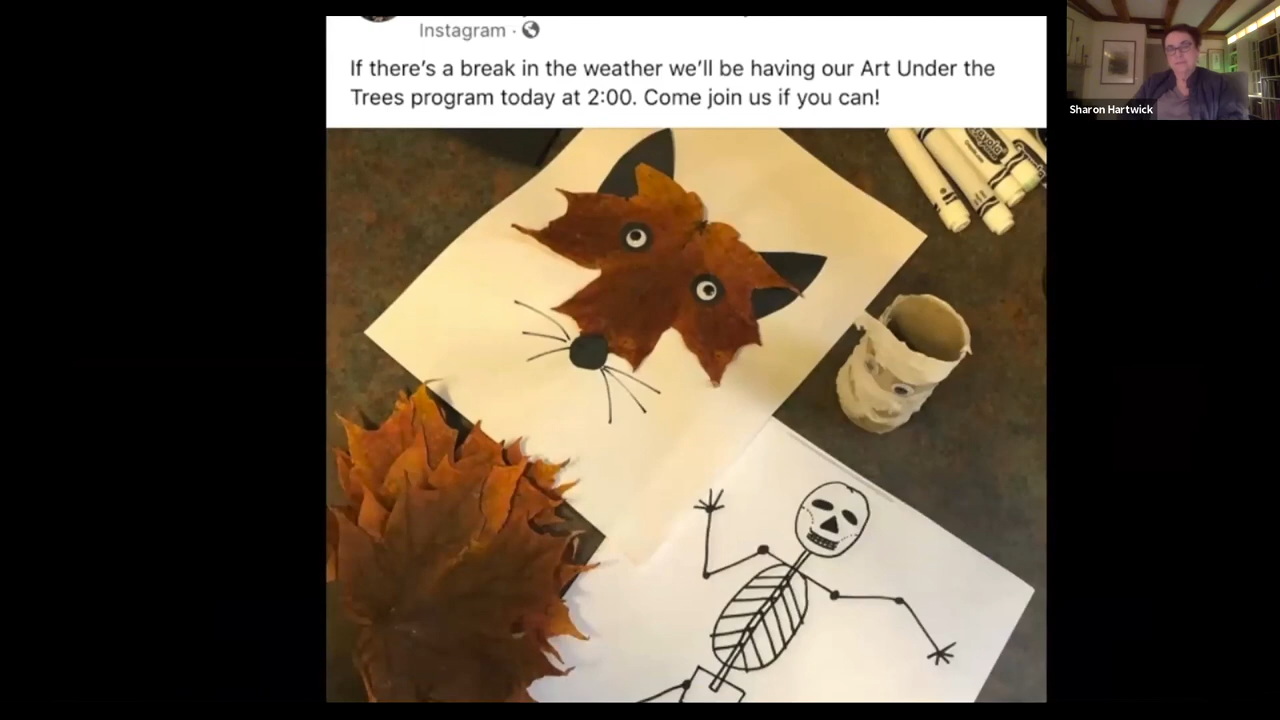 Instagram ·
If there's a break in the weather we'll be having our Art Under the
Trees program today at 2:00. Come join us if you can!
Sharon Hartwick
Crayola